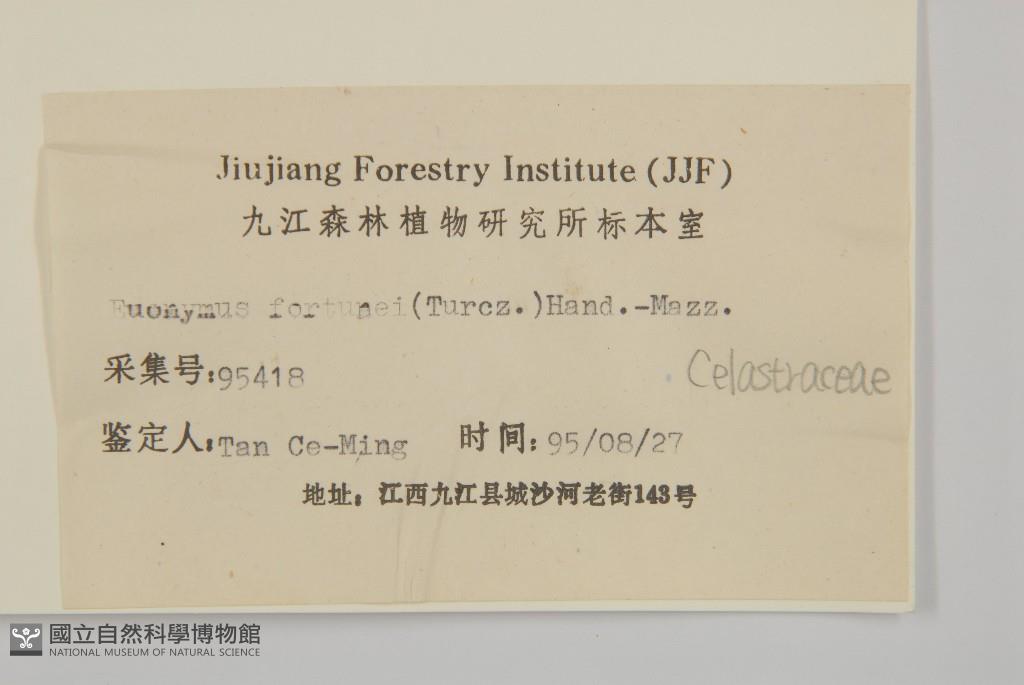 Jiujiang Forestry Institute (JJF)
九江森林植物研究所标本室
Euonymus fortunei(Turcz.)Hand.-Mazz.
采集号:95418
Celastraceae
鉴定人:Tan Ce-Ming 时间:95/08/27
地址:江西九江县城沙河老街143号
國立自然科學博物館
NATIONAL MUSEUM OF NATURAL SCIENCE